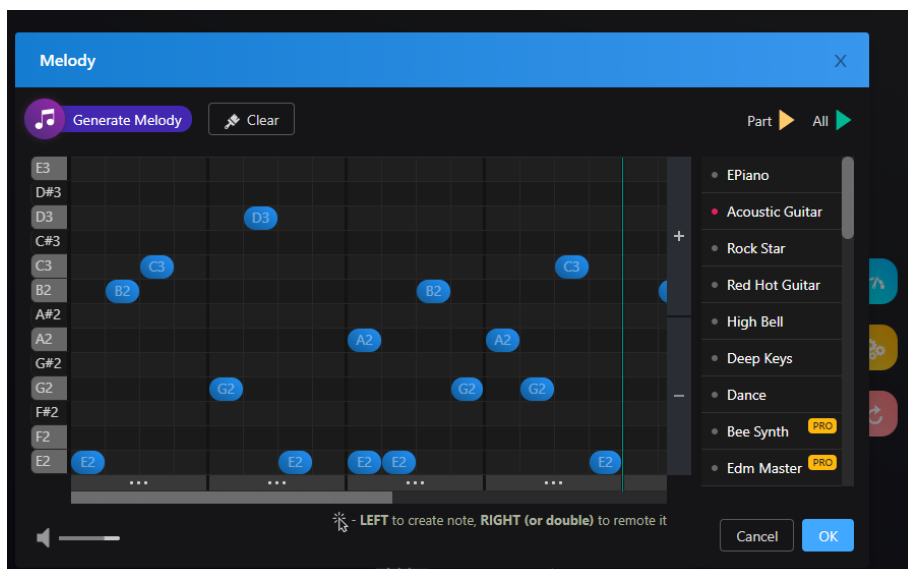 Melody
X
Generate Melody
Clear
Part
All
E3
D#3
D3
C#3
C3
B2
A#2
A2
G#2
G2
F#2
F2
E2
D3
C3
C3
B2
B2
A2
A2
G2
G2
G2
E2
E2
E2
E2
E2
+
−
EPiano
Acoustic Guitar
Rock Star
Red Hot Guitar
High Bell
Deep Keys
Dance
Bee Synth PRO
Edm Master PRO
- LEFT to create note, RIGHT (or double) to remote it
Cancel
OK